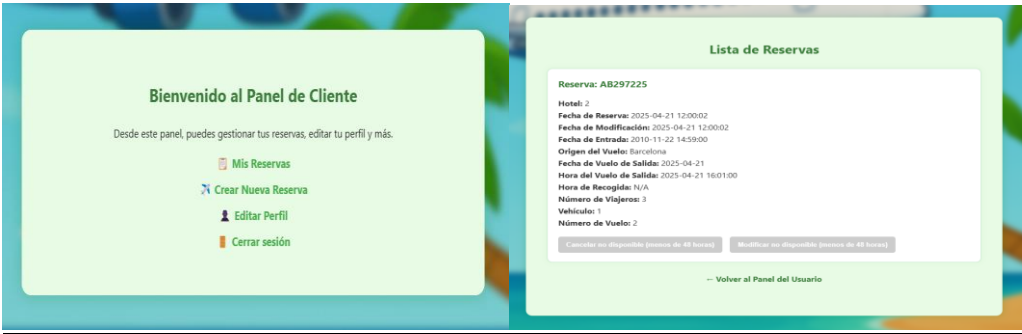 Bienvenido al Panel de Cliente
Desde este panel, puedes gestionar tus reservas, editar tu perfil y más.
Mis Reservas
Crear Nueva Reserva
Editar Perfil
Cerrar sesión
Lista de Reservas
Reserva: AB297225
Hotel: 2
Fecha de Reserva: 2025-04-21 12:00:02
Fecha de Modificación: 2025-04-21 12:00:02
Fecha de Entrada: 2010-11-22 14:59:00
Origen del Vuelo: Barcelona
Fecha de Vuelo de Salida: 2025-04-21
Hora del Vuelo de Salida: 2025-04-21 16:01:00
Hora de Recogida: N/A
Número de Viajeros: 3
Vehículo: 1
Número de Vuelo: 2
Cancelar no disponible (menos de 48 horas) Modificar no disponible (menos de 48 horas)
← Volver al Panel del Usuario